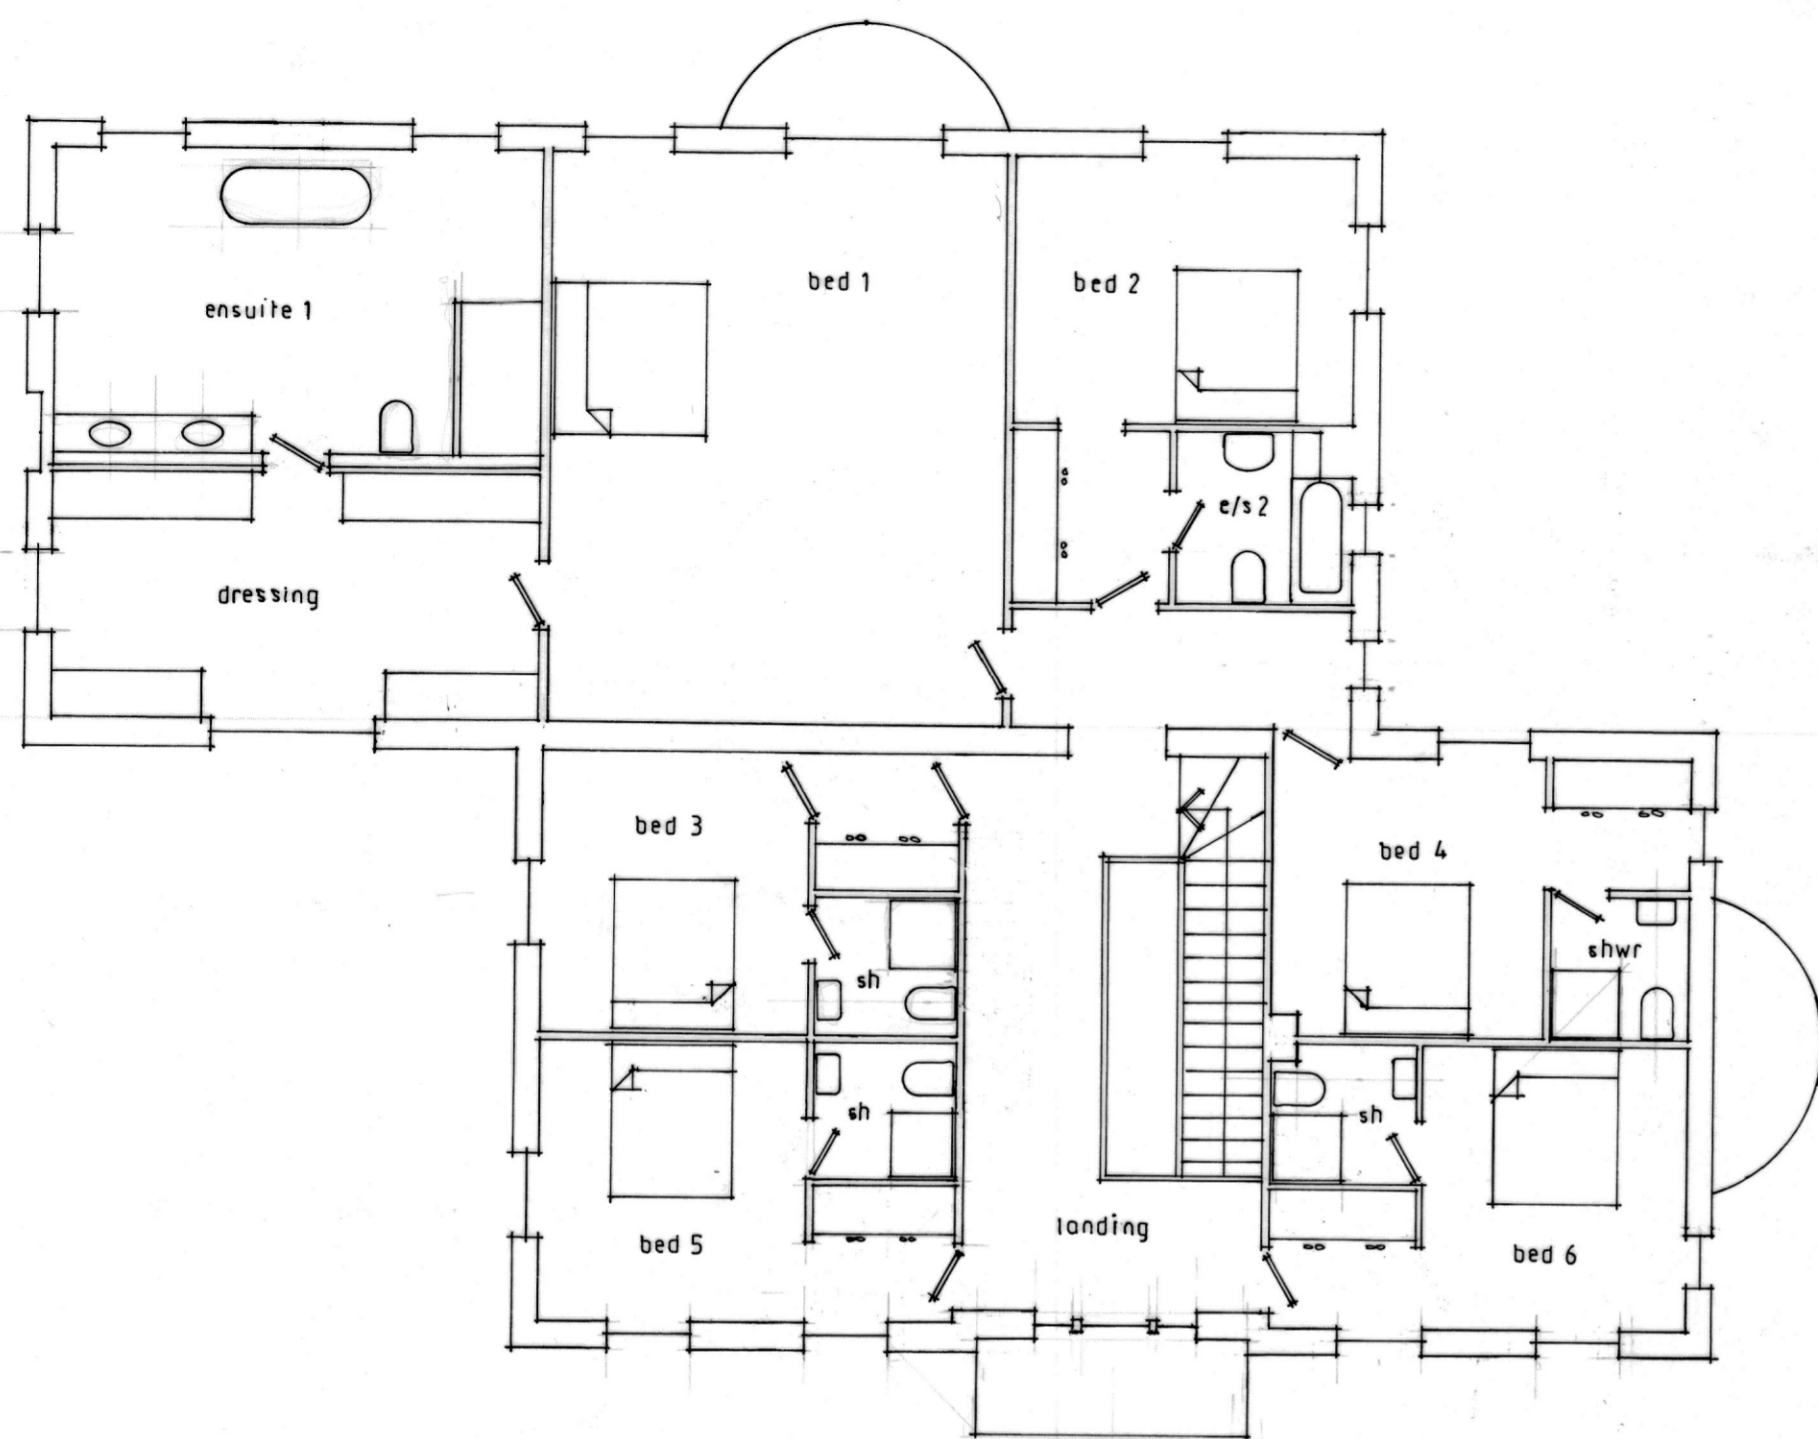 bed 1
bed 2
ensuite 1
e/s 2
dressing
bed 3
bed 4
shwr
sh
sh
sh
landing
bed 5
bed 6